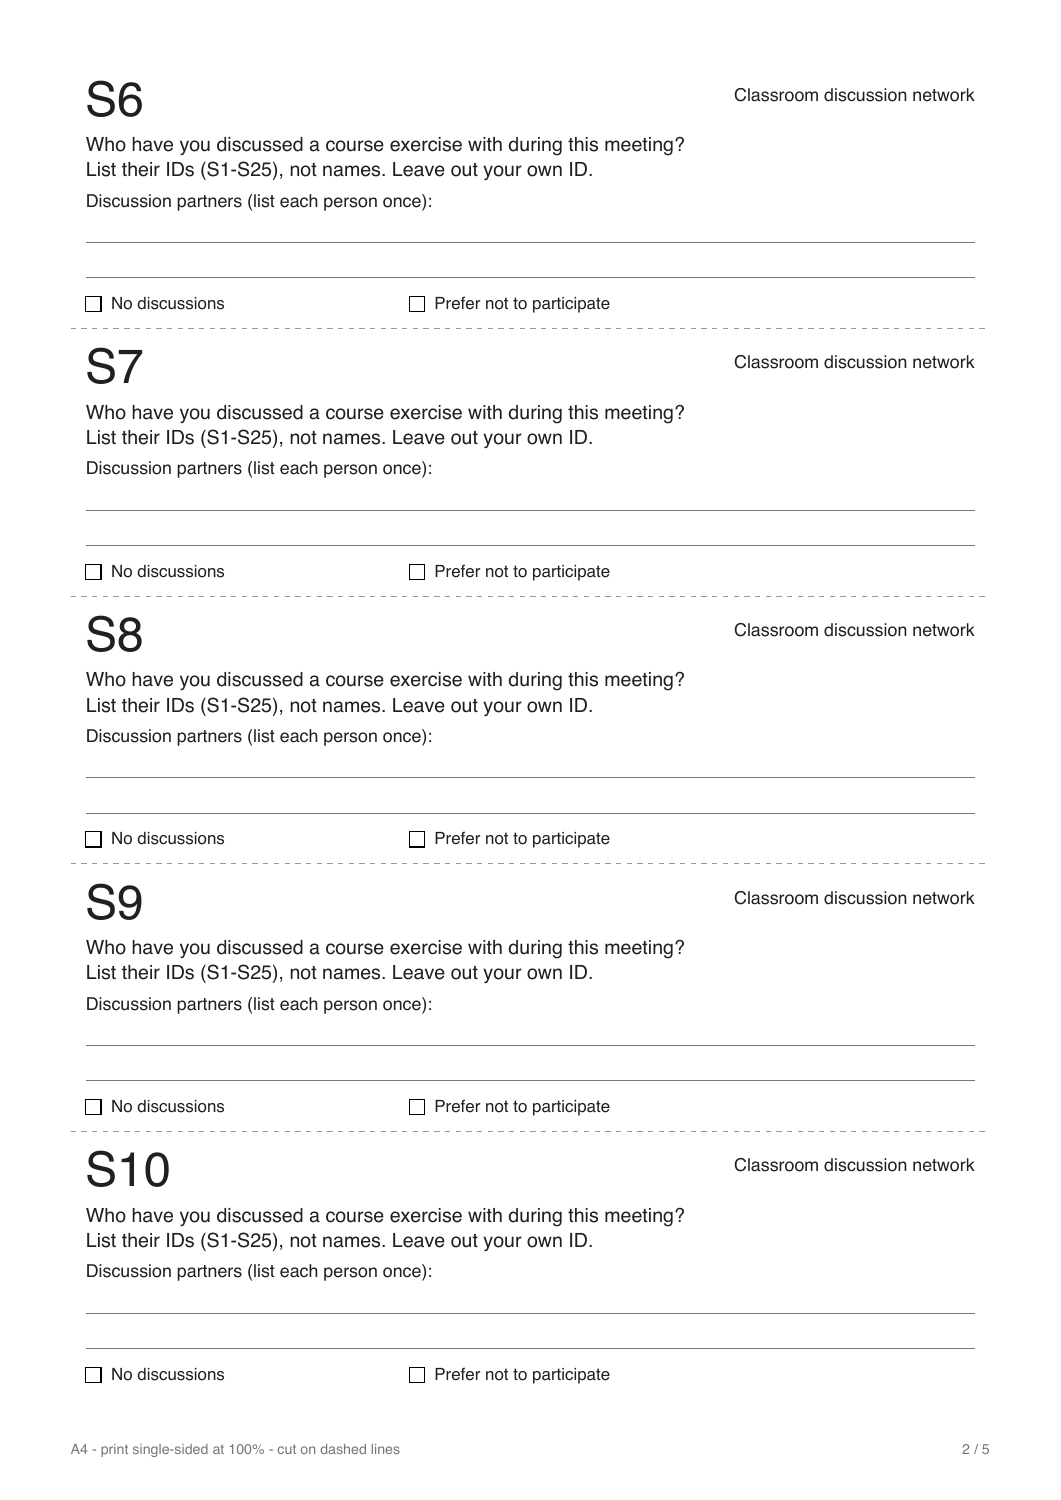 S6
Classroom discussion network
Who have you discussed a course exercise with during this meeting?
List their IDs (S1-S25), not names. Leave out your own ID.
Discussion partners (list each person once):
No discussions
Prefer not to participate
S7
Classroom discussion network
Who have you discussed a course exercise with during this meeting?
List their IDs (S1-S25), not names. Leave out your own ID.
Discussion partners (list each person once):
No discussions
Prefer not to participate
S8
Classroom discussion network
Who have you discussed a course exercise with during this meeting?
List their IDs (S1-S25), not names. Leave out your own ID.
Discussion partners (list each person once):
No discussions
Prefer not to participate
S9
Classroom discussion network
Who have you discussed a course exercise with during this meeting?
List their IDs (S1-S25), not names. Leave out your own ID.
Discussion partners (list each person once):
No discussions
Prefer not to participate
S10
Classroom discussion network
Who have you discussed a course exercise with during this meeting?
List their IDs (S1-S25), not names. Leave out your own ID.
Discussion partners (list each person once):
No discussions
Prefer not to participate
A4 - print single-sided at 100% - cut on dashed lines
2 / 5